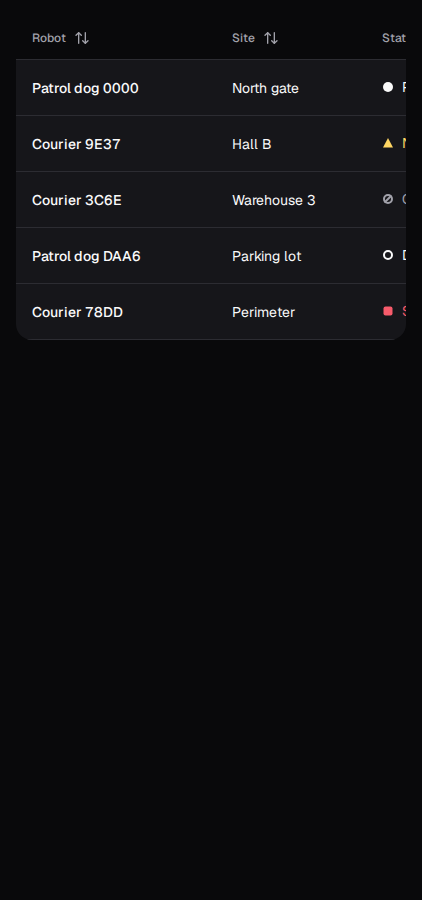 Robot Site Stat
Patrol dog 0000 North gate
Courier 9E37 Hall B
Courier 3C6E Warehouse 3
Patrol dog DAA6 Parking lot
Courier 78DD Perimeter